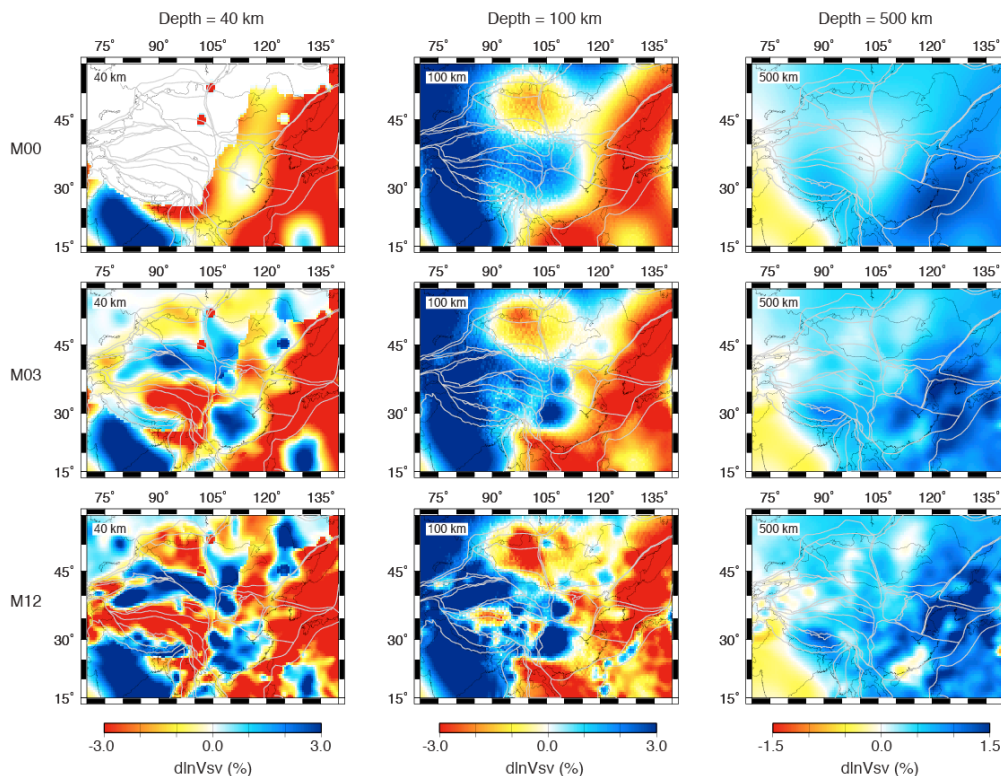 Depth = 40 km Depth = 100 km Depth = 500 km
75° 90° 105° 120° 135° 75° 90° 105° 120° 135° 75° 90° 105° 120° 135°
40 km 100 km 500 km
45° 45° 45°
M00
30° 30° 30°
15° 15° 15°
75° 90° 105° 120° 135° 75° 90° 105° 120° 135° 75° 90° 105° 120° 135°
40 km 100 km 500 km
45° 45° 45°
M03
30° 30° 30°
15° 15° 15°
75° 90° 105° 120° 135° 75° 90° 105° 120° 135° 75° 90° 105° 120° 135°
40 km 100 km 500 km
45° 45° 45°
M12
30° 30° 30°
15° 15° 15°
-3.0 0.0 3.0 -3.0 0.0 3.0 -1.5 0.0 1.5
dlnVsv (%) dlnVsv (%) dlnVsv (%)